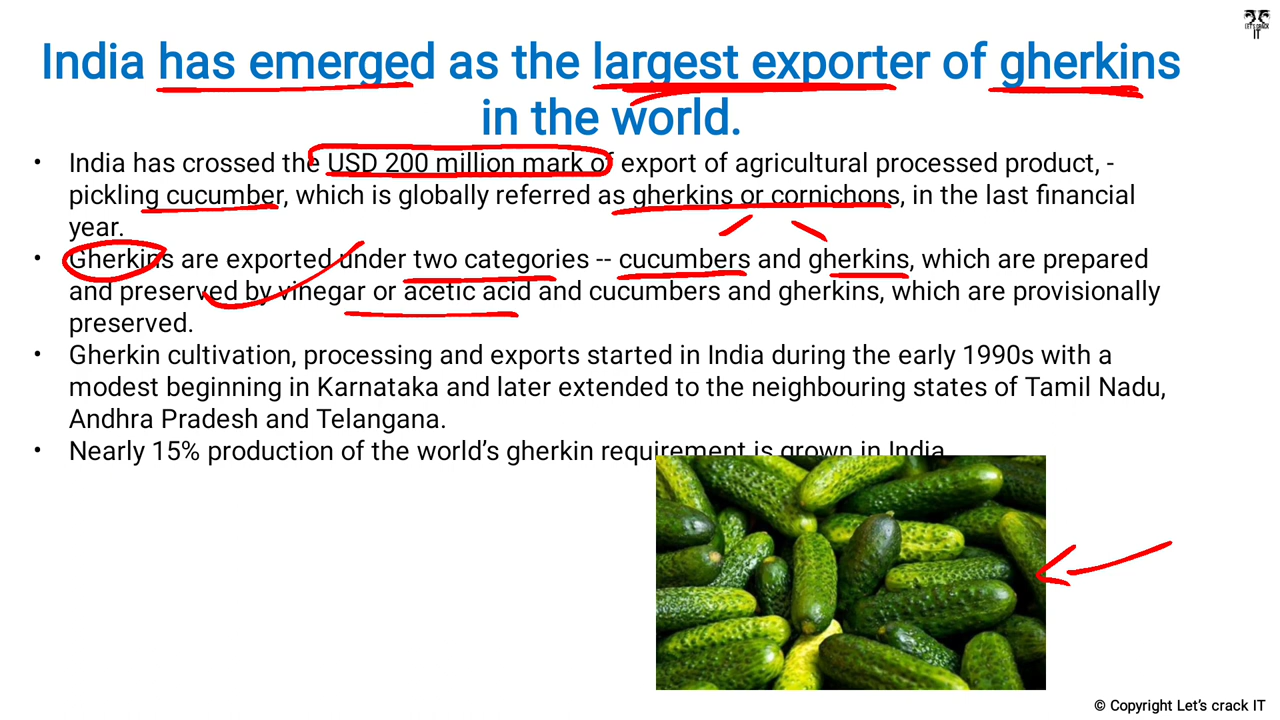 LET'S CRACK
IT
India has emerged as the largest exporter of gherkins
in the world.
• India has crossed the USD 200 million mark of export of agricultural processed product, -
pickling cucumber, which is globally referred as gherkins or cornichons, in the last financial
year.
• Gherkins are exported under two categories -- cucumbers and gherkins, which are prepared
and preserved by vinegar or acetic acid and cucumbers and gherkins, which are provisionally
preserved.
• Gherkin cultivation, processing and exports started in India during the early 1990s with a
modest beginning in Karnataka and later extended to the neighbouring states of Tamil Nadu,
Andhra Pradesh and Telangana.
• Nearly 15% production of the world's gherkin requirement is grown in India
© Copyright Let's crack IT